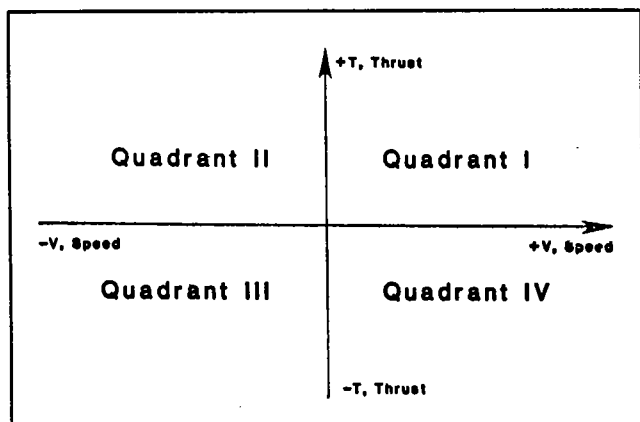 +T, Thrust
Quadrant II
Quadrant I
-V, Speed
+V, Speed
Quadrant III
Quadrant IV
-T, Thrust